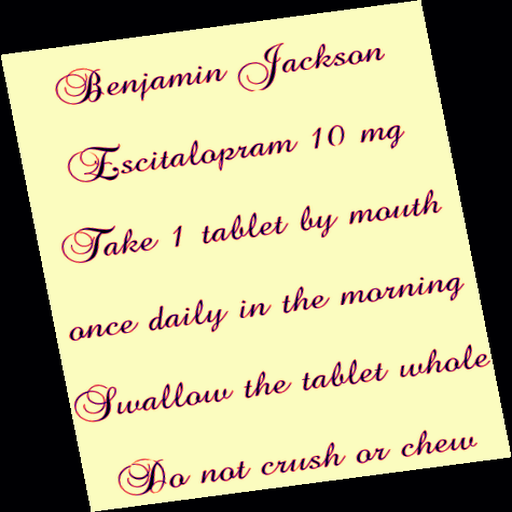 Benjamin Jackson
Escitalopram 10 mg
Take 1 tablet by mouth
once daily in the morning
Swallow the tablet whole
Do not crush or chew